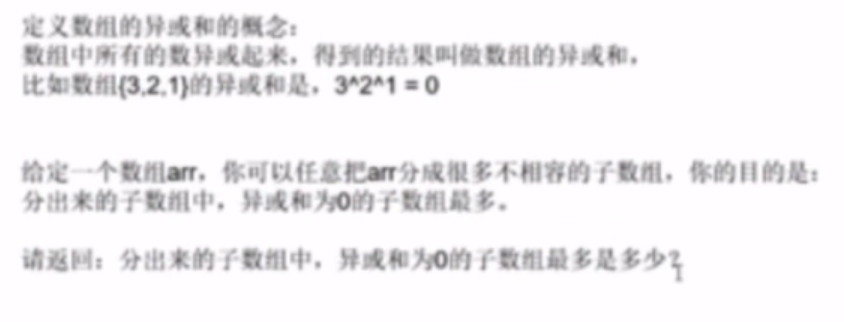 定义数组的异或和的概念：
数组中所有的数异或起来，得到的结果叫做数组的异或和，
比如数组{3,2,1}的异或和是，3^2^1 = 0
给定一个数组arr，你可以任意把arr分成很多不相容的子数组，你的目的是：
分出来的子数组中，异或和为0的子数组最多。
请返回：分出来的子数组中，异或和为0的子数组最多是多少？